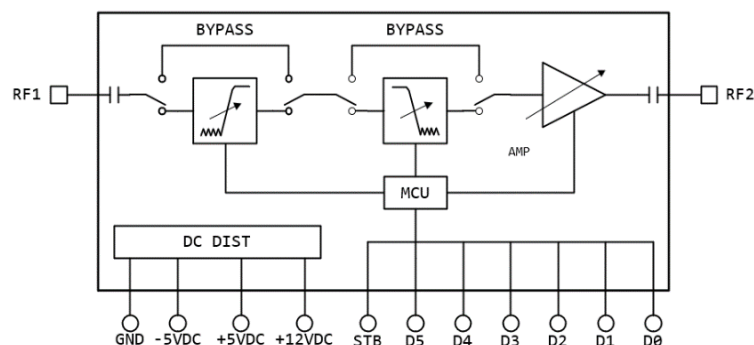 BYPASS BYPASS
RF1 RF2
AMP
MCU
DC DIST
GND -5VDC +5VDC +12VDC STB D5 D4 D3 D2 D1 D0